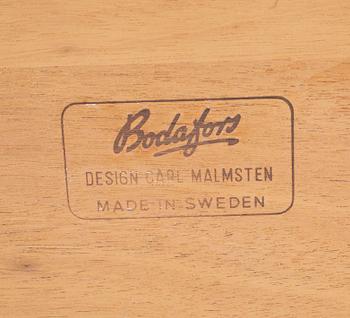 Bodafors
DESIGN CARL MALMSTEN
MADE IN SWEDEN